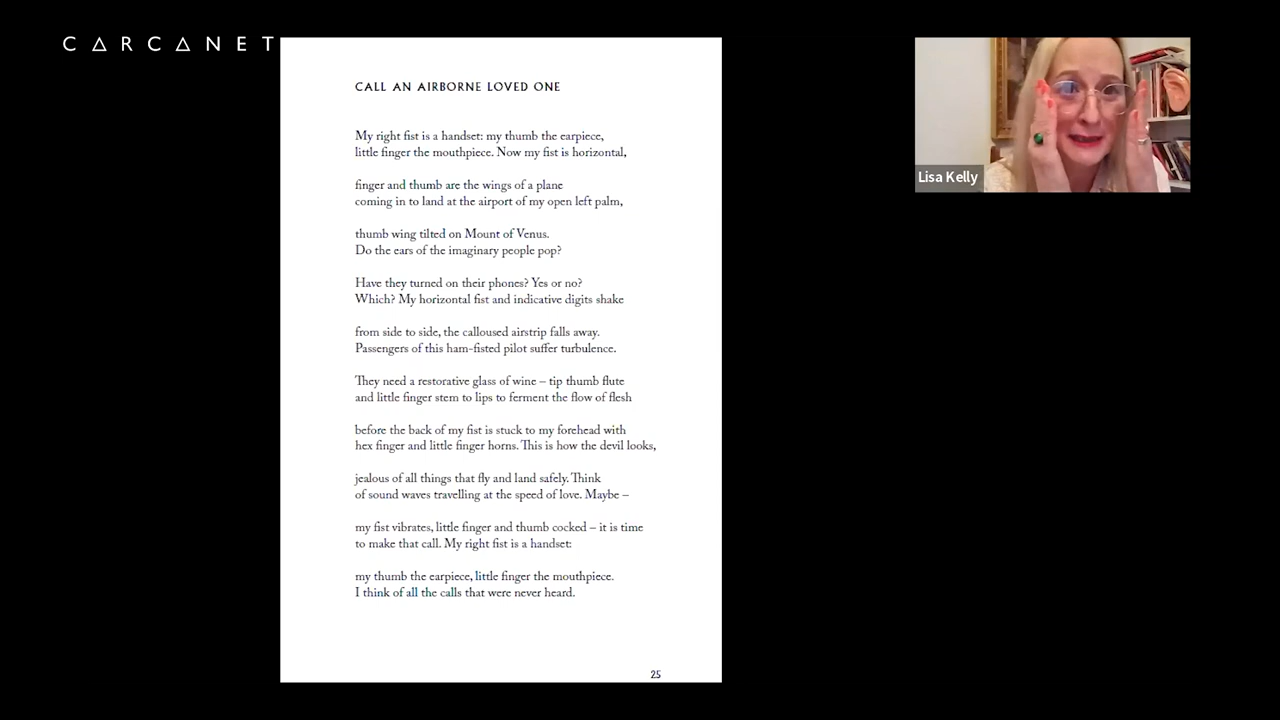 CARCANET
CALL AN AIRBORNE LOVED ONE
My right fist is a handset: my thumb the earpiece,
little finger the mouthpiece. Now my fist is horizontal,
finger and thumb are the wings of a plane
coming in to land at the airport of my open left palm,
thumb wing tilted on Mount of Venus.
Do the ears of the imaginary people pop?
Have they turned on their phones? Yes or no?
Which? My horizontal fist and indicative digits shake
from side to side, the calloused airstrip falls away.
Passengers of this ham-fisted pilot suffer turbulence.
They need a restorative glass of wine – tip thumb flute
and little finger stem to lips to ferment the flow of flesh
before the back of my fist is stuck to my forehead with
hex finger and little finger horns. This is how the devil looks,
jealous of all things that fly and land safely. Think
of sound waves travelling at the speed of love. Maybe –
my fist vibrates, little finger and thumb cocked – it is time
to make that call. My right fist is a handset:
my thumb the earpiece, little finger the mouthpiece.
I think of all the calls that were never heard.
25
Lisa Kelly